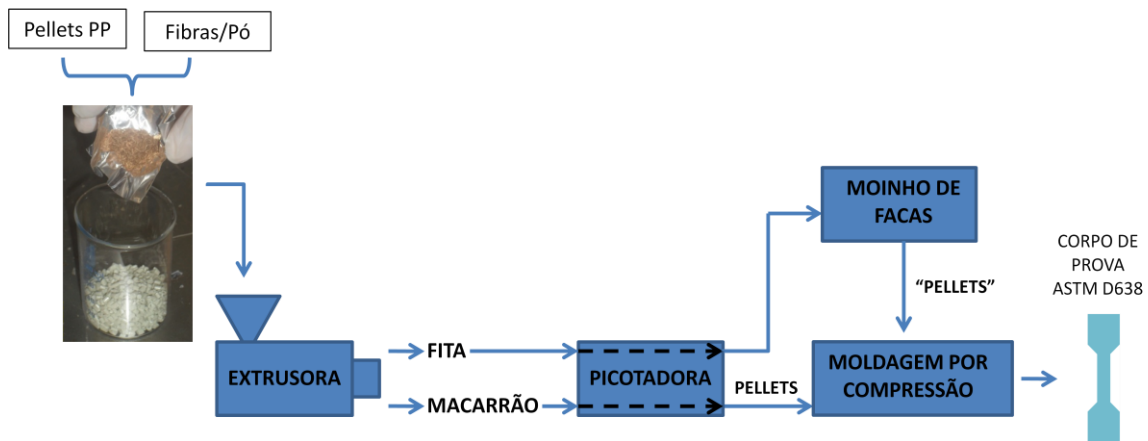 Pellets PP
Fibras/Pó
MOINHO DE
FACAS
CORPO DE
PROVA
ASTM D638
“PELLETS”
EXTRUSORA
FITA
MACARRÃO
PICOTADORA
PELLETS
MOLDAGEM POR
COMPRESSÃO